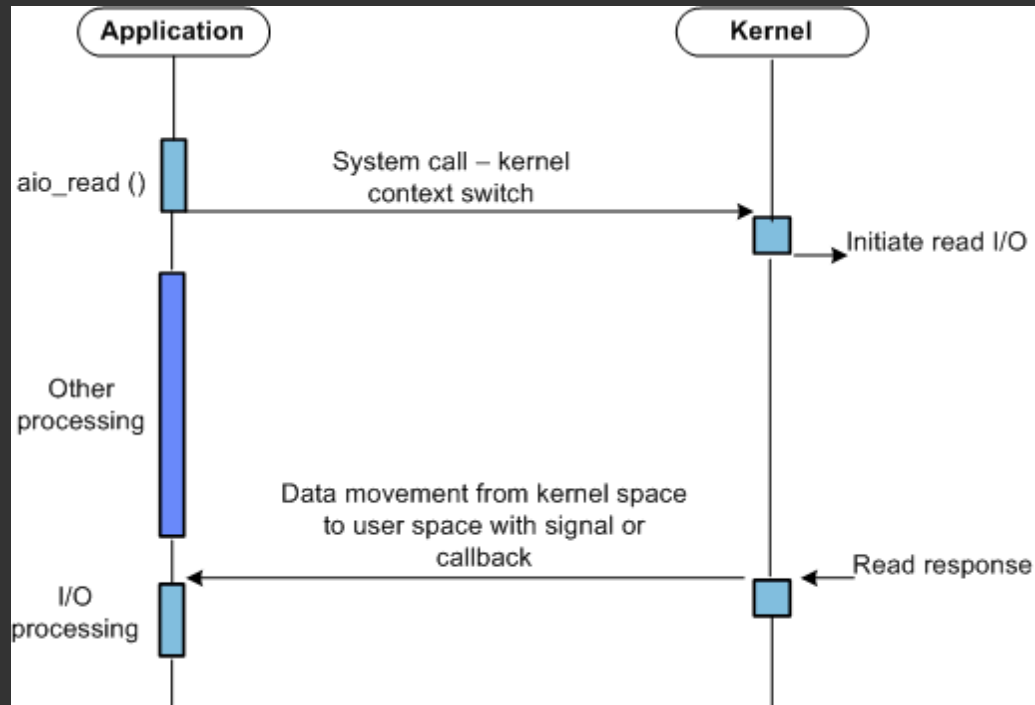 Application
Kernel
aio_read ()
System call – kernel
context switch
Initiate read I/O
Other
processing
Data movement from kernel space
to user space with signal or
callback
Read response
I/O
processing